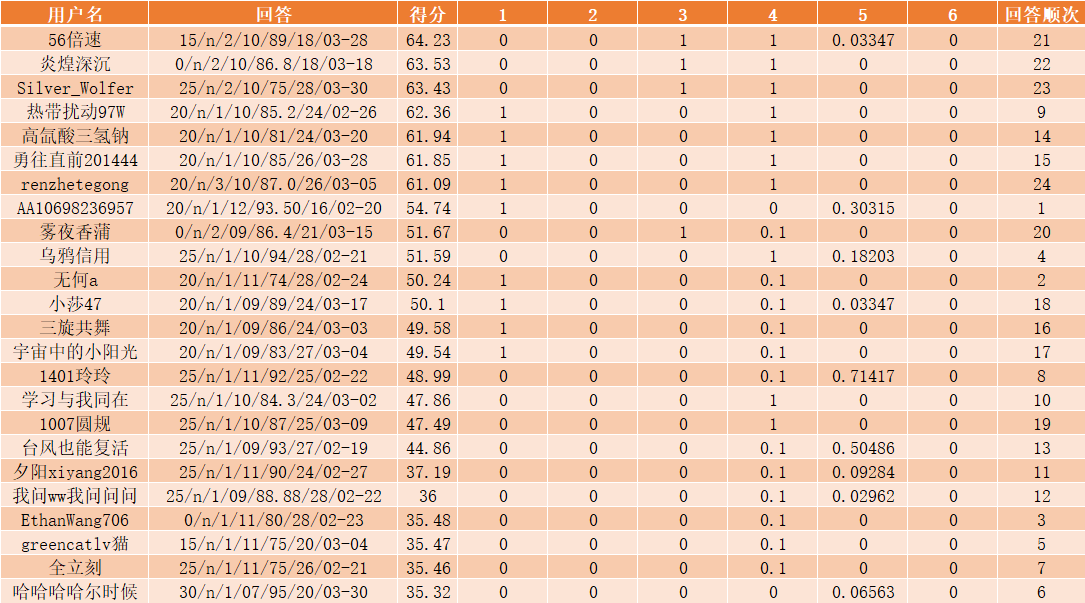 用户名 回答 得分 1 2 3 4 5 6 回答顺次
56倍速 15/n/2/10/89/18/03-28 64.23 0 0 1 1 0.03347 0 21
炎煌深沉 0/n/2/10/86.8/18/03-18 63.53 0 0 1 1 0 0 22
Silver_Wolfer 25/n/2/10/75/28/03-30 63.43 0 0 1 1 0 0 23
热带扰动97W 20/n/1/10/85.2/24/02-26 62.36 1 0 0 1 0 0 9
高氙酸三氢钠 20/n/1/10/81/24/03-20 61.94 1 0 0 1 0 0 14
勇往直前201444 20/n/1/10/85/26/03-28 61.85 1 0 0 1 0 0 15
renzhetegong 20/n/3/10/87.0/26/03-05 61.09 1 0 0 1 0 0 24
AA10698236957 20/n/1/12/93.50/16/02-20 54.74 1 0 0 0 0.30315 0 1
雾夜香蒲 0/n/2/09/86.4/21/03-15 51.67 0 0 1 0.1 0 0 20
乌鸦信用 25/n/1/10/94/28/02-21 51.59 0 0 0 1 0.18203 0 4
无何a 20/n/1/11/74/28/02-24 50.24 1 0 0 0.1 0 0 2
小莎47 20/n/1/09/89/24/03-17 50.1 1 0 0 0.1 0.03347 0 18
三旋共舞 20/n/1/09/86/24/03-03 49.58 1 0 0 0.1 0 0 16
宇宙中的小阳光 20/n/1/09/83/27/03-04 49.54 1 0 0 0.1 0 0 17
1401玲玲 25/n/1/11/92/25/02-22 48.99 0 0 0 0.1 0.71417 0 8
学习与我同在 25/n/1/10/84.3/24/03-02 47.86 0 0 0 1 0 0 10
1007圆规 25/n/1/10/87/25/03-09 47.49 0 0 0 1 0 0 19
台风也能复活 25/n/1/09/93/27/02-19 44.86 0 0 0 0.1 0.50486 0 13
夕阳xiyang2016 25/n/1/11/90/24/02-27 37.19 0 0 0 0.1 0.09284 0 11
我问ww我问问问 25/n/1/09/88.88/28/02-22 36 0 0 0 0.1 0.02962 0 12
EthanWang706 0/n/1/11/80/28/02-23 35.48 0 0 0 0.1 0 0 3
greencatlv猫 15/n/1/11/75/20/03-04 35.47 0 0 0 0.1 0 0 5
全立刻 25/n/1/11/75/26/02-21 35.46 0 0 0 0.1 0 0 7
哈哈哈哈尔时候 30/n/1/07/95/20/03-30 35.32 0 0 0 0 0.06563 0 6